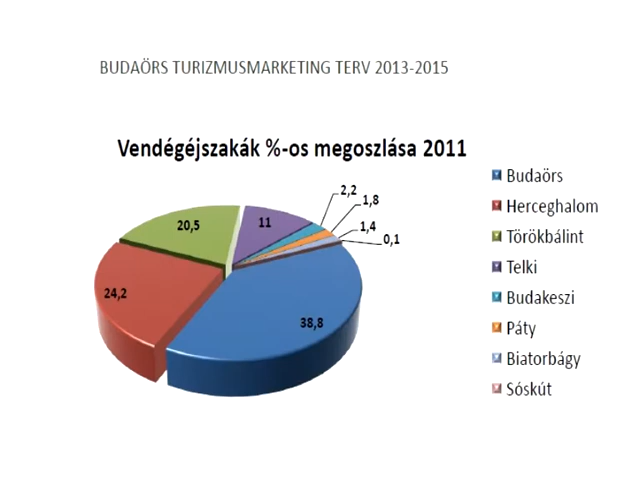 BUDAÖRS TURIZMUSMARKETING TERV 2013-2015
Vendégéjszakák %-os megoszlása 2011
2,2
1,8
1,4
0,1
20,5
11
24,2
38,8
Budaörs
Herceghalom
Törökbálint
Telki
Budakeszi
Páty
Biatorbágy
Sóskút